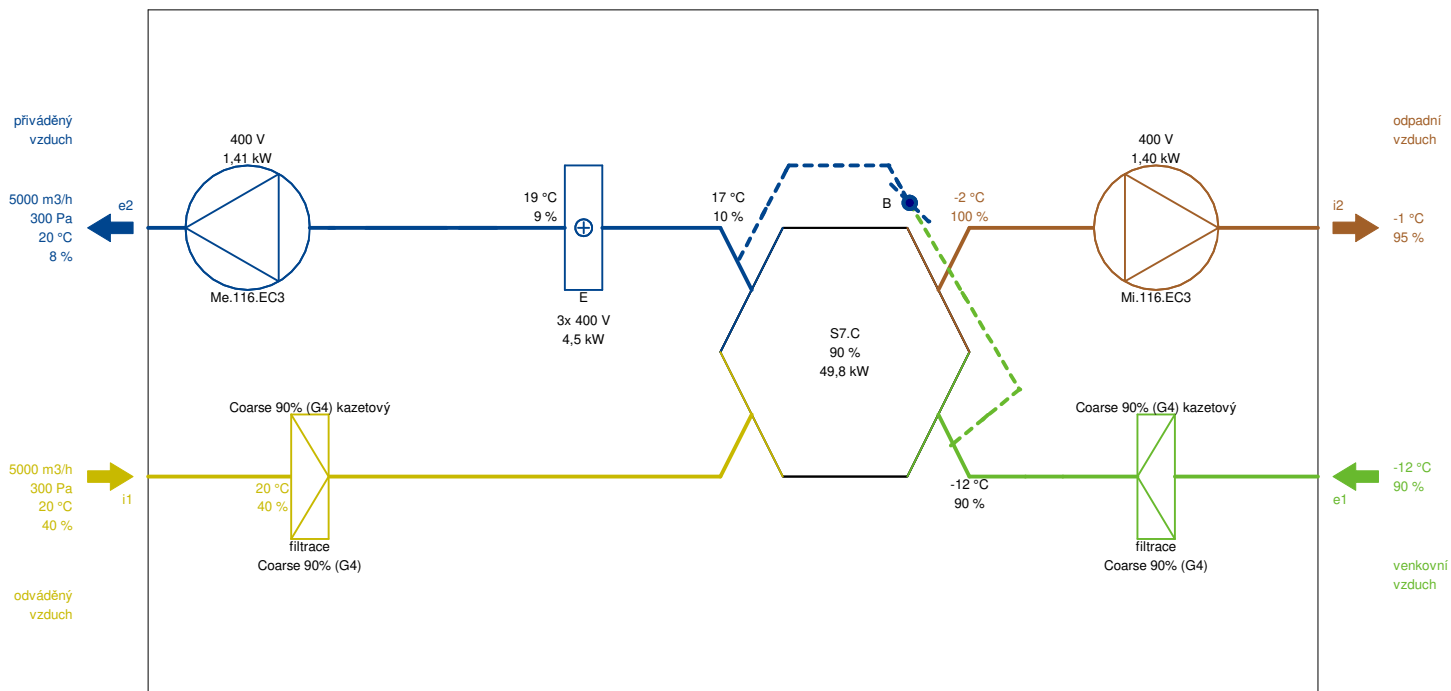 přiváděný
vzduch
5000 m3/h
300 Pa
20 °C
8 %
e2
400 V
1,41 kW
Me.116.EC3
19 °C
9 %
E
3x 400 V
4,5 kW
17 °C
10 %
B
-2 °C
100 %
400 V
1,40 kW
Mi.116.EC3
odpadní
vzduch
i2
-1 °C
95 %
S7.C
90 %
49,8 kW
5000 m3/h
300 Pa
20 °C
40 %
i1
odváděný
vzduch
Coarse 90% (G4) kazetový
20 °C
40 %
filtrace
Coarse 90% (G4)
-12 °C
90 %
Coarse 90% (G4) kazetový
filtrace
Coarse 90% (G4)
e1
-12 °C
90 %
venkovní
vzduch